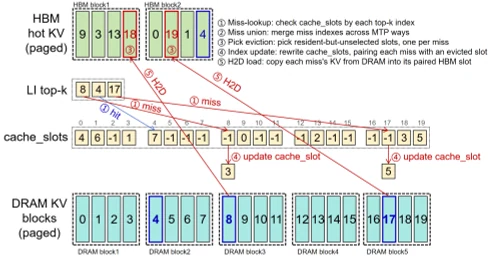 HBM block1
HBM block2
HBM
hot KV
(paged)
9 3 13 18
③
0 19 1 4
③
① Miss-lookup: check cache_slots by each top-k index
② Miss union: merge miss indexes across MTP ways
③ Pick eviction: pick resident-but-unselected slots, one per miss
④ Index update: rewrite cache_slots, pairing each miss with an evicted slot
⑤ H2D load: copy each miss's KV from DRAM into its paired HBM slot
⑤ H2D
⑤ H2D
LI top-k
8 4 17
① hit
① miss
① miss
0 1 2 3 4 5 6 7 8 9 10 11 12 13 14 15 16 17 18 19
cache_slots
4 6 -1 1 7 -1 -1 -1 -1 0 -1 -1 -1 2 -1 -1 -1 -1 3 5
④ update cache_slot
④ update cache_slot
3
5
DRAM KV
blocks
(paged)
0 1 2 3 4 5 6 7 8 9 10 11 12 13 14 15 16 17 18 19
DRAM block1
DRAM block2
DRAM block3
DRAM block4
DRAM block5